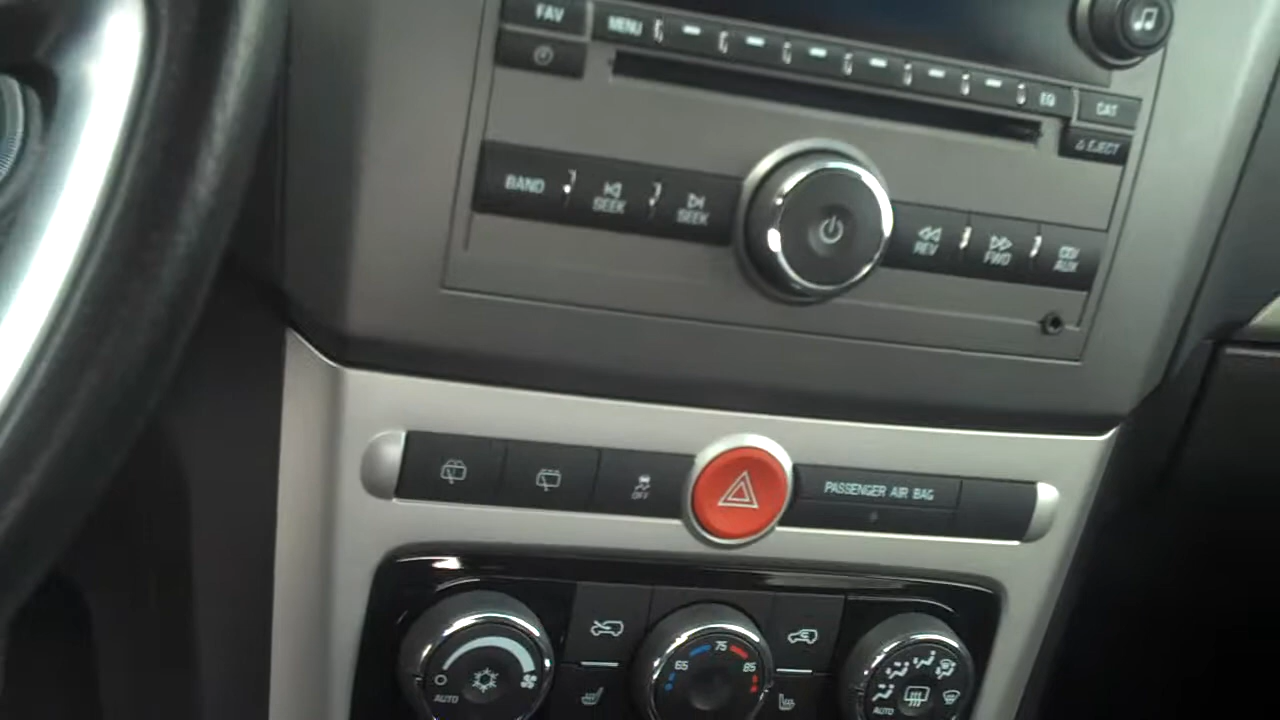 FAV
MENU
EQ
CAT
EJECT
BAND
SEEK
SEEK
REV
FWD
CD/
AUX
OFF
PASSENGER AIR BAG
65
75
85
AUTO
AUTO